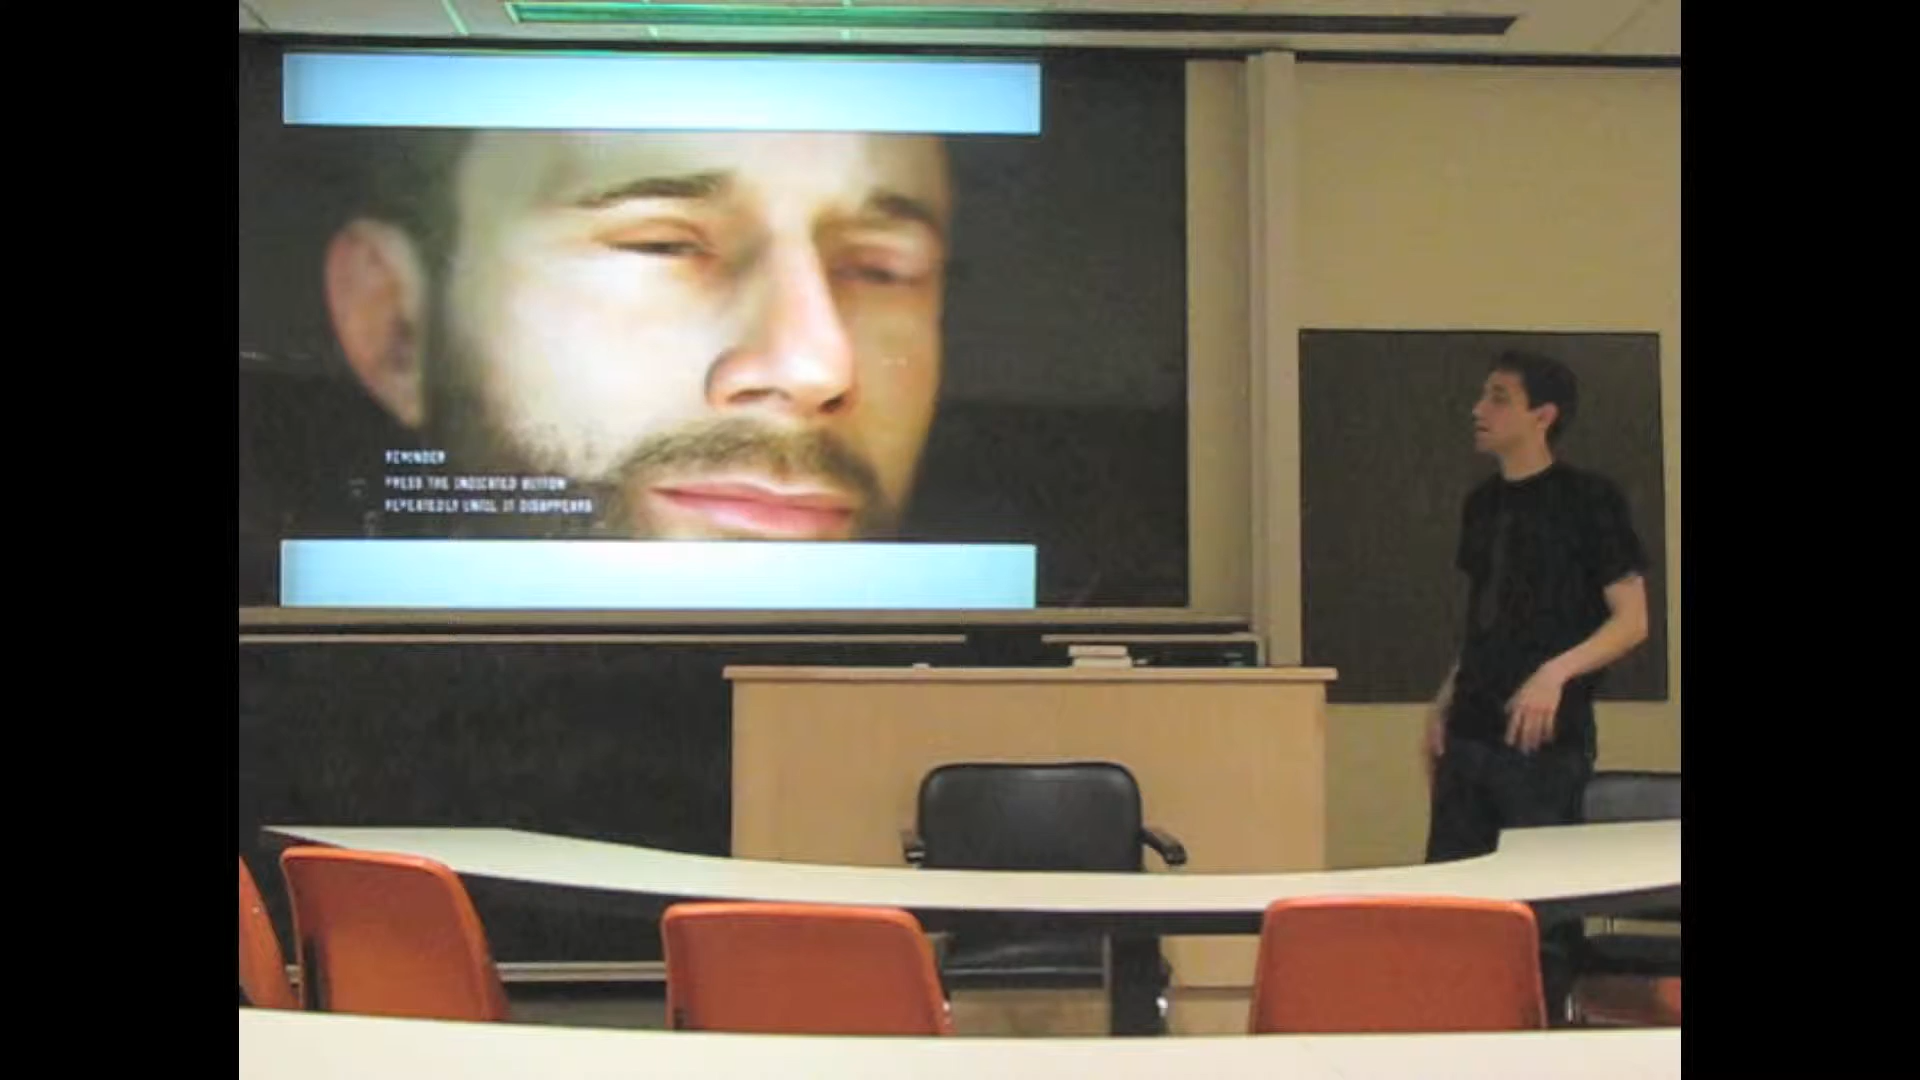 REMINDER
PRESS THE INDICATED BUTTON
REPEATEDLY UNTIL IT DISAPPEARS